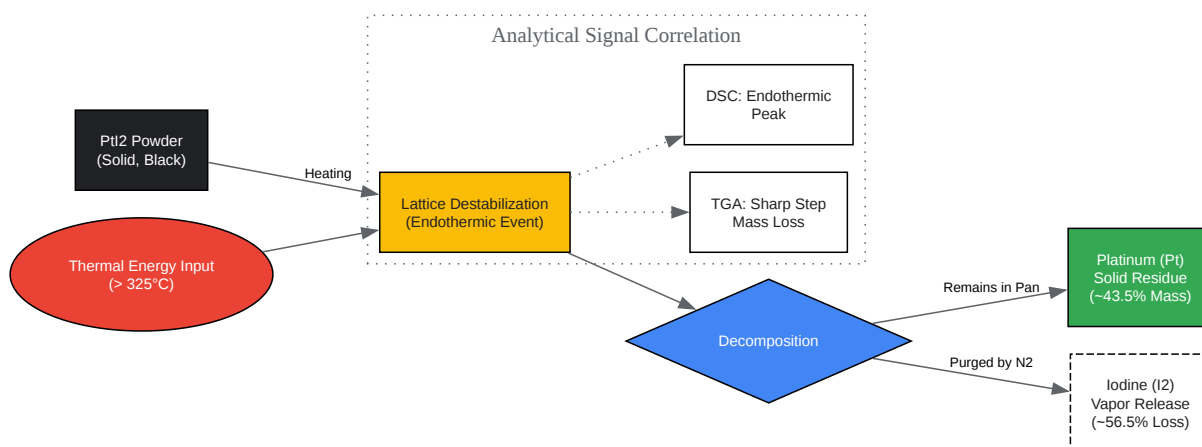 Analytical Signal Correlation
PtI2 Powder
(Solid, Black)
Thermal Energy Input
(> 325°C)
Heating
Lattice Destabilization
(Endothermic Event)
DSC: Endothermic
Peak
TGA: Sharp Step
Mass Loss
Decomposition
Remains in Pan
Platinum (Pt)
Solid Residue
(~43.5% Mass)
Purged by N2
Iodine (I2)
Vapor Release
(~56.5% Loss)